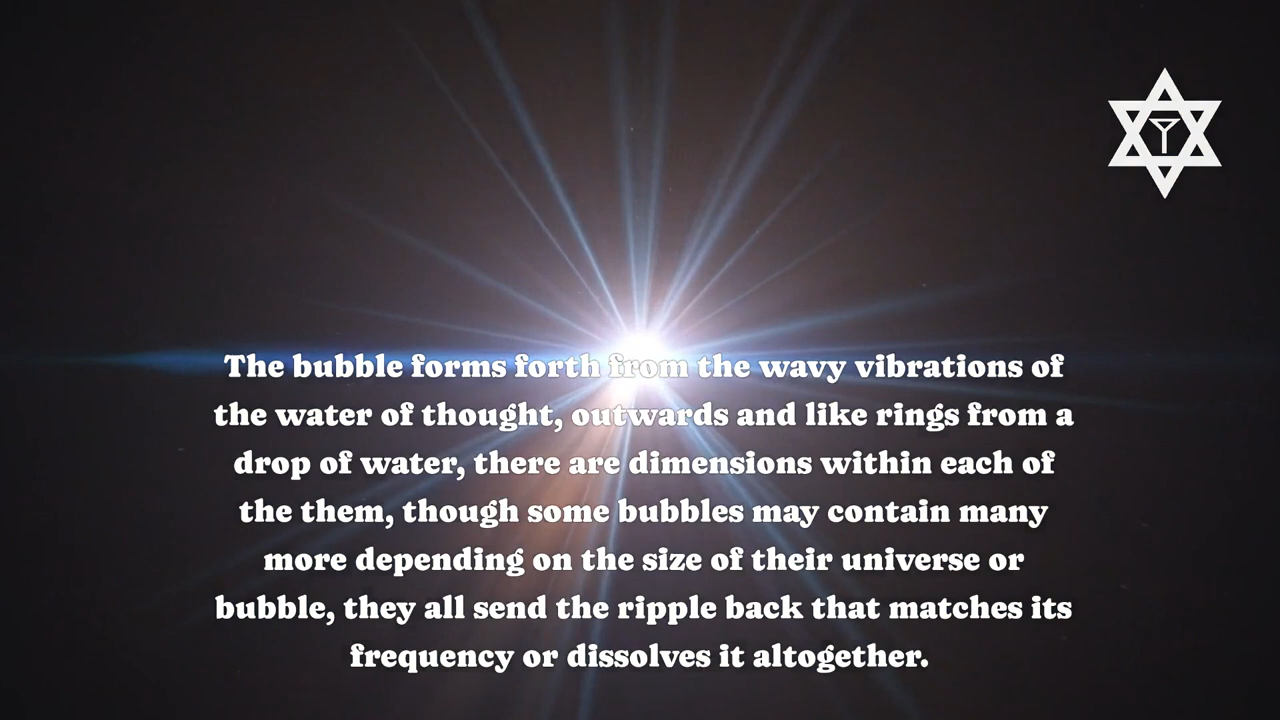 The bubble forms forth from the wavy vibrations of
the water of thought, outwards and like rings from a
drop of water, there are dimensions within each of
the them, though some bubbles may contain many
more depending on the size of their universe or
bubble, they all send the ripple back that matches its
frequency or dissolves it altogether.